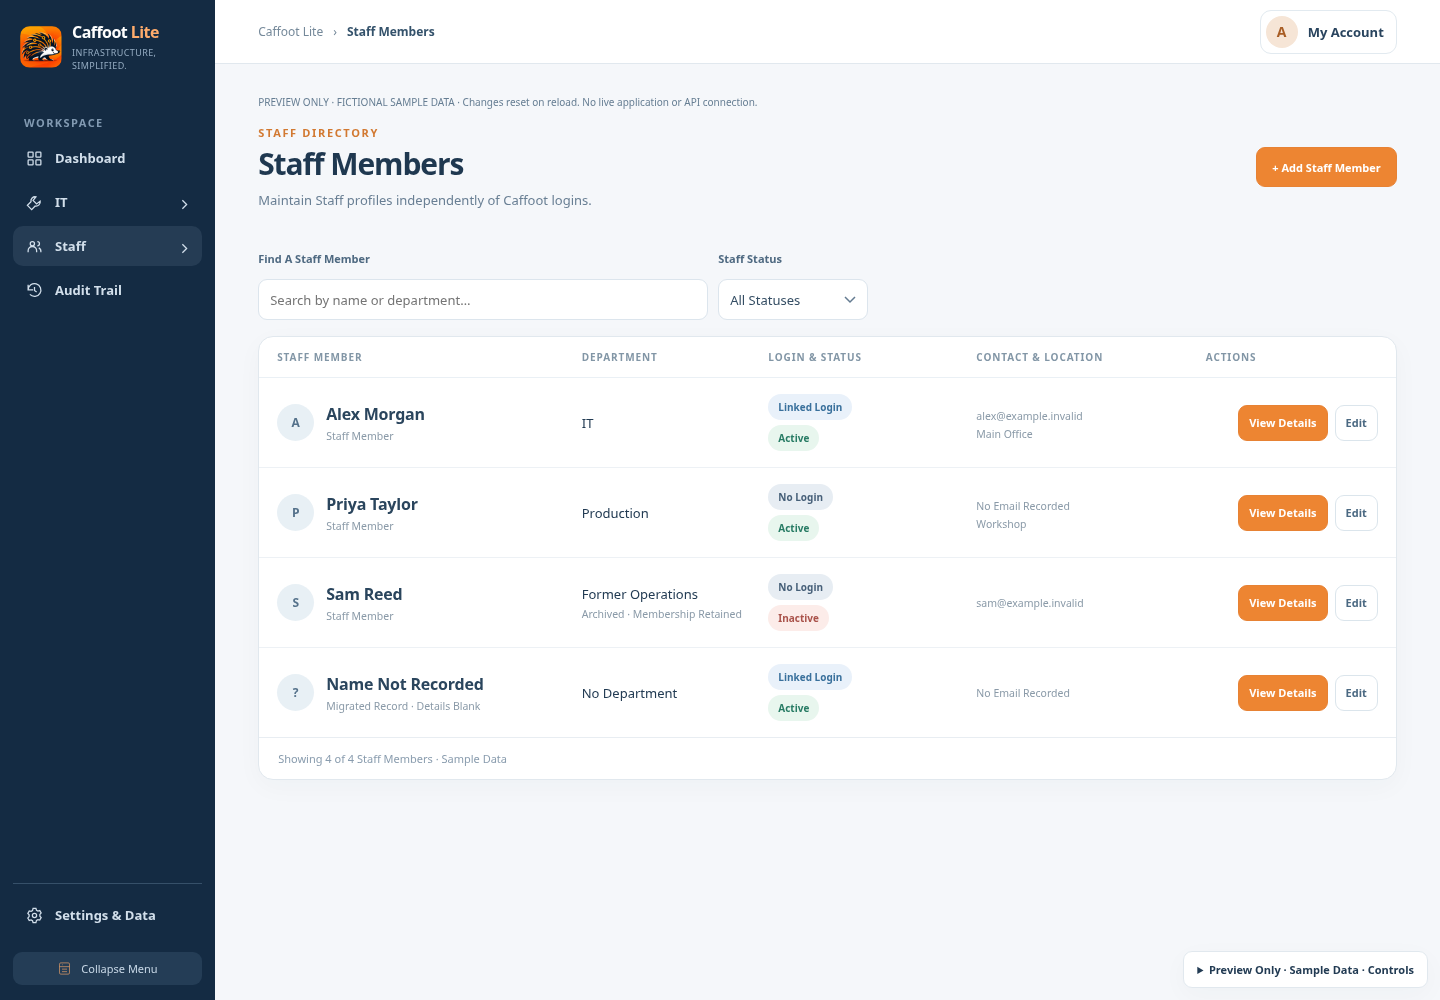 Caffoot Lite
INFRASTRUCTURE,
SIMPLIFIED.
WORKSPACE
Dashboard
IT
Staff
Audit Trail
Settings & Data
Collapse Menu
Caffoot Lite › Staff Members
A My Account
PREVIEW ONLY · FICTIONAL SAMPLE DATA · Changes reset on reload. No live application or API connection.
STAFF DIRECTORY
Staff Members
+ Add Staff Member
Maintain Staff profiles independently of Caffoot logins.
Find A Staff Member
Staff Status
Search by name or department...
All Statuses
STAFF MEMBER DEPARTMENT LOGIN & STATUS CONTACT & LOCATION ACTIONS
A
Alex Morgan
Staff Member
IT
Linked Login
Active
alex@example.invalid
Main Office
View Details Edit
P
Priya Taylor
Staff Member
Production
No Login
Active
No Email Recorded
Workshop
View Details Edit
S
Sam Reed
Staff Member
Former Operations
Archived · Membership Retained
No Login
Inactive
sam@example.invalid
View Details Edit
?
Name Not Recorded
Migrated Record · Details Blank
No Department
Linked Login
Active
No Email Recorded
View Details Edit
Showing 4 of 4 Staff Members · Sample Data
▶ Preview Only · Sample Data · Controls